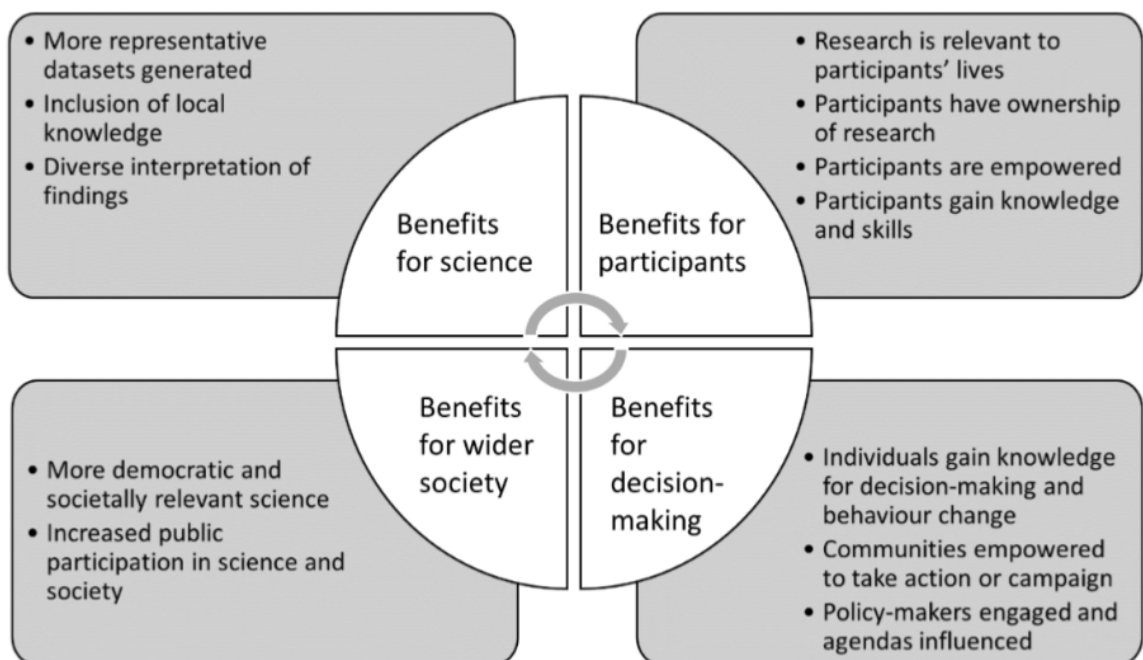 • More representative
datasets generated
• Inclusion of local
knowledge
• Diverse interpretation of
findings
Benefits
for science
• Research is relevant to
participants’ lives
• Participants have ownership
of research
• Participants are empowered
• Participants gain knowledge
and skills
Benefits for
participants
• More democratic and
societally relevant science
• Increased public
participation in science and
society
Benefits
for wider
society
Benefits
for
decision-
making
• Individuals gain knowledge
for decision-making and
behaviour change
• Communities empowered
to take action or campaign
• Policy-makers engaged and
agendas influenced